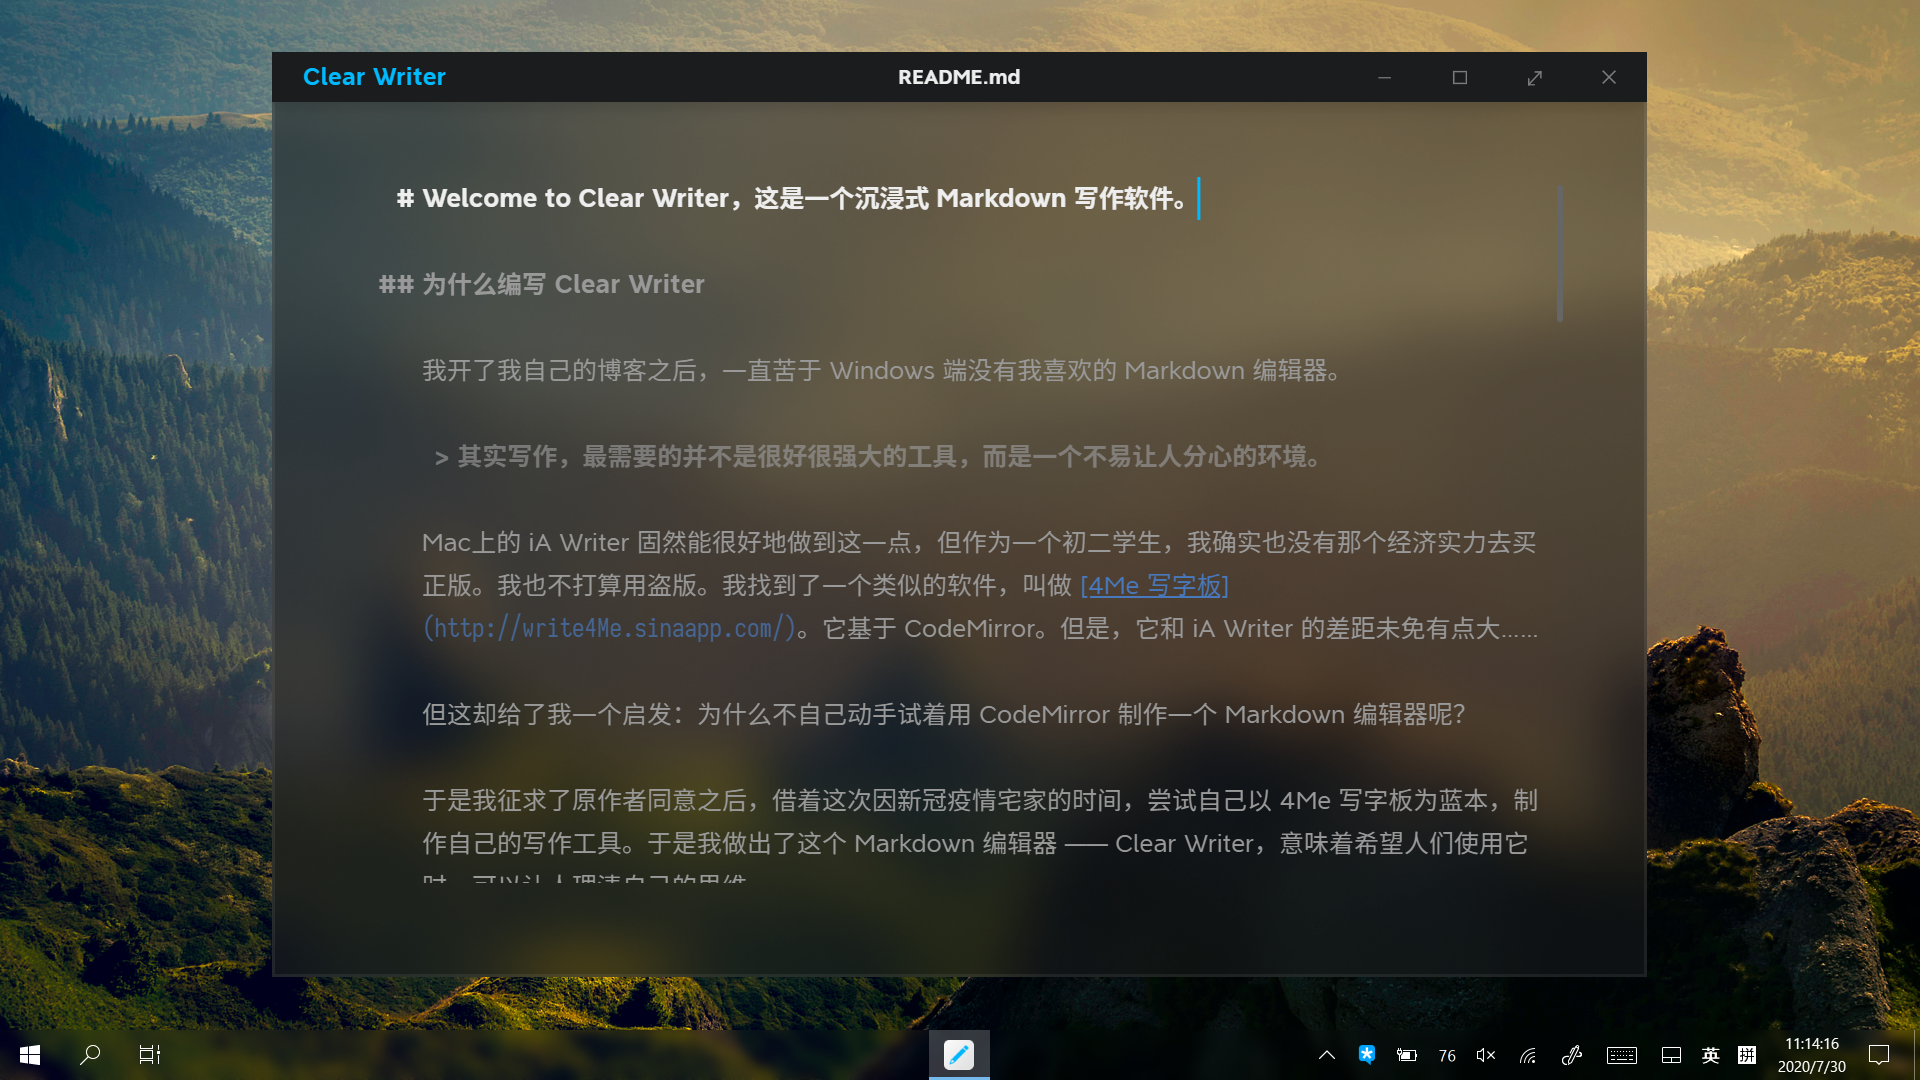 Clear Writer
README.md
# Welcome to Clear Writer，这是一个沉浸式 Markdown 写作软件。
## 为什么编写 Clear Writer
我开了我自己的博客之后，一直苦于 Windows 端没有我喜欢的 Markdown 编辑器。
> 其实写作，最需要的并不是很好很强大的工具，而是一个不易让人分心的环境。
Mac上的 iA Writer 固然能很好地做到这一点，但作为一个初二学生，我确实也没有那个经济实力去买
正版。我也不打算用盗版。我找到了一个类似的软件，叫做 [4Me 写字板]
(http://write4Me.sinaapp.com/)。它基于 CodeMirror。但是，它和 iA Writer 的差距未免有点大……
但这却给了我一个启发：为什么不自己动手试着用 CodeMirror 制作一个 Markdown 编辑器呢？
于是我征求了原作者同意之后，借着这次因新冠疫情宅家的时间，尝试自己以 4Me 写字板为蓝本，制
作自己的写作工具。于是我做出了这个 Markdown 编辑器 —— Clear Writer，意味着希望人们使用它
时，可以让人理清自己的思维
76
英
拼
11:14:16
2020/7/30